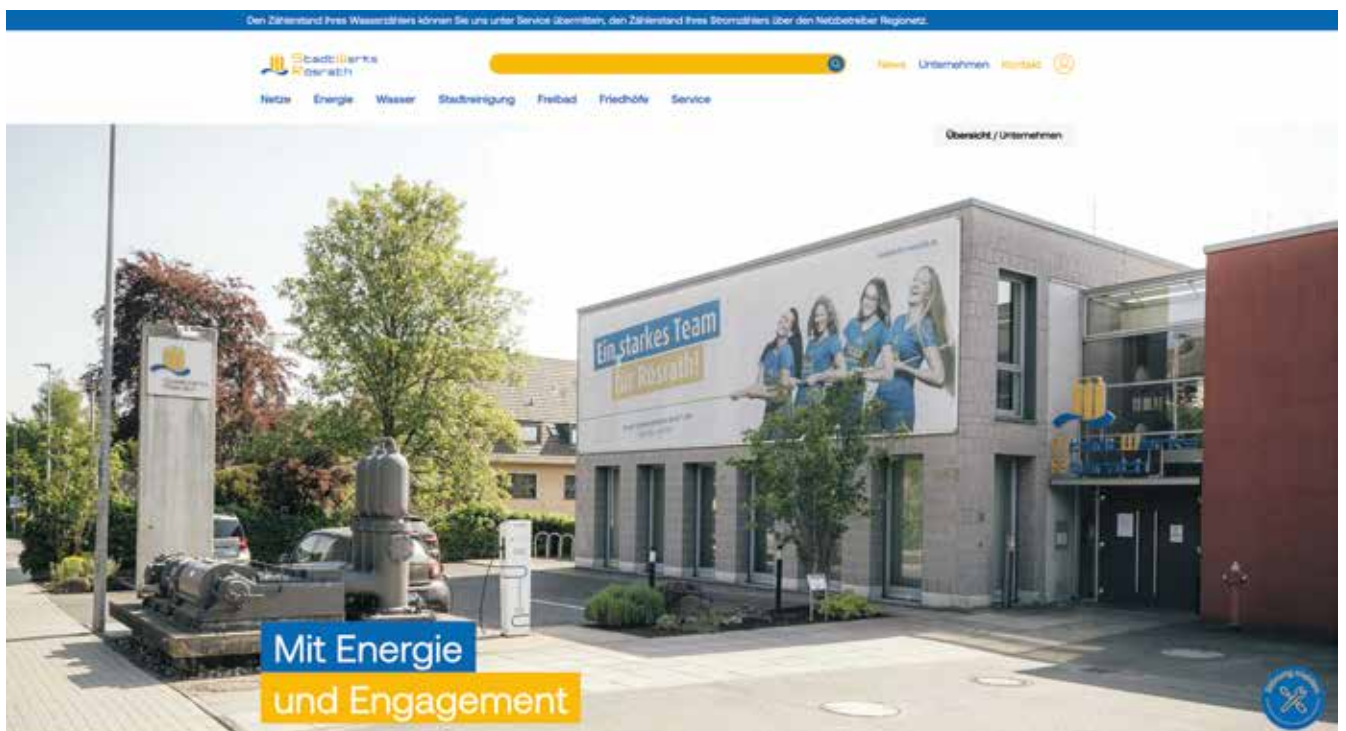 Den Zählerstand Ihres Wasserzählers können Sie uns unter Service übermitteln, den Zählerstand Ihres Stromzählers über den Netzbetreiber Regionetz.
StadtWerke
Rösrath
News Unternehmen Kontakt
Netze Energie Wasser Stadtreinigung Freibad Friedhöfe Service
Übersicht / Unternehmen
Ein starkes Team
für Rösrath!
StadtWerke
Rösrath
Mit Energie
und Engagement